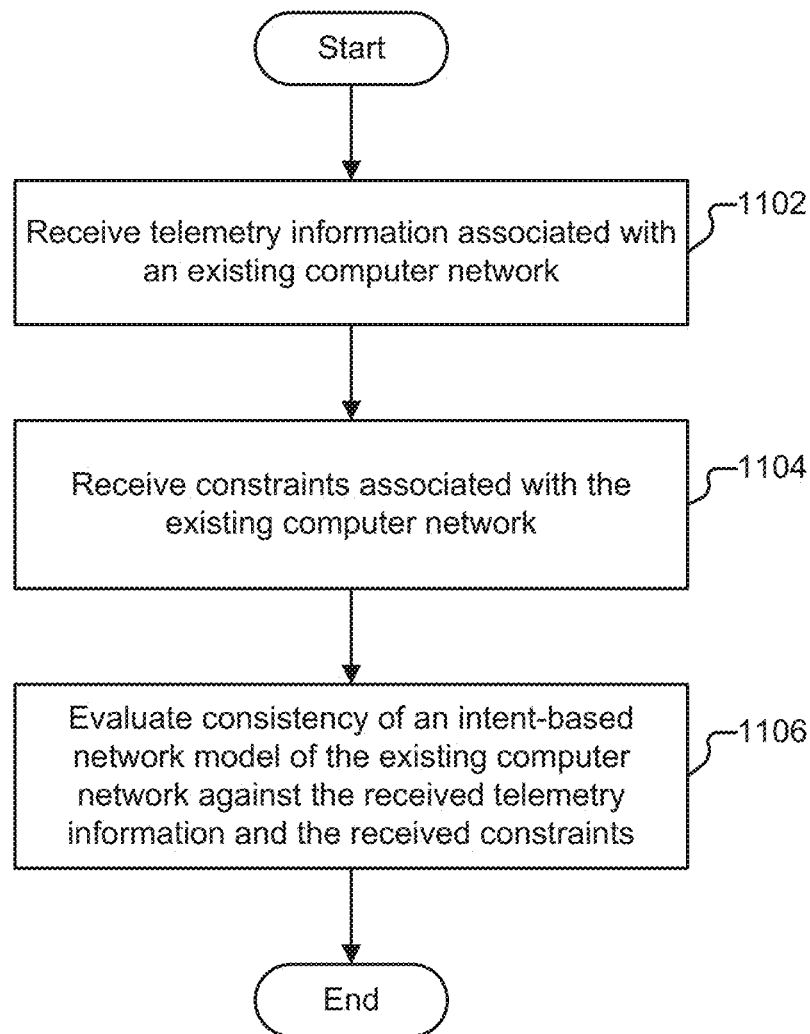 Start
Receive telemetry information associated with
an existing computer network
1102
Receive constraints associated with the
existing computer network
1104
Evaluate consistency of an intent-based
network model of the existing computer
network against the received telemetry
information and the received constraints
1106
End